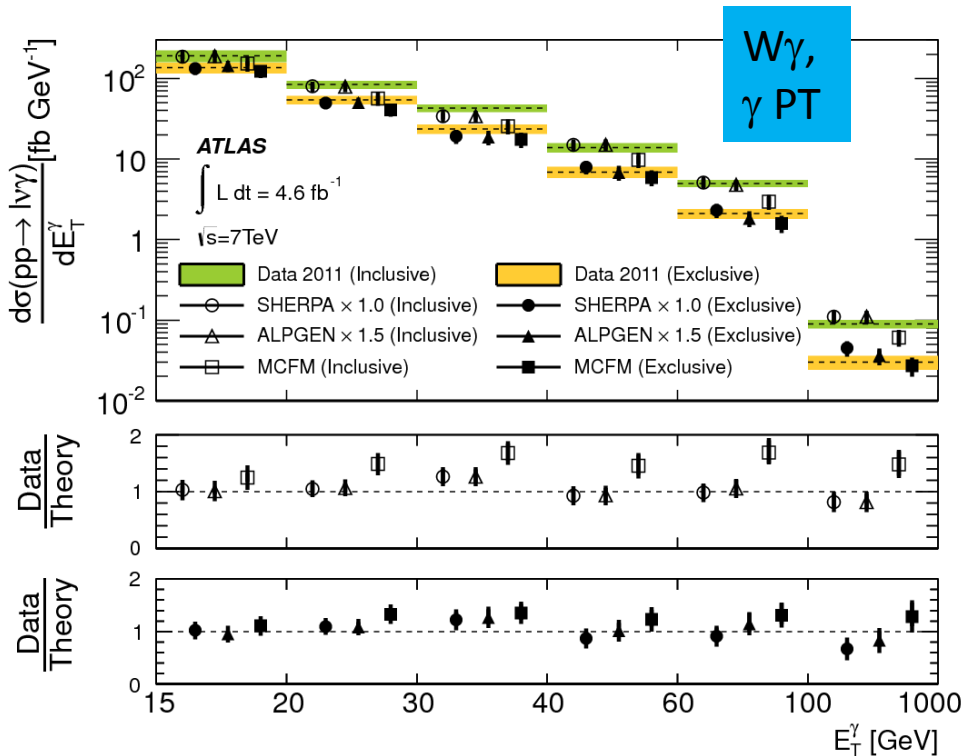 Wγ,
γ PT
dσ(pp→ lνγ)
dE_T^γ
[fb GeV⁻¹]
10²
10
1
10⁻¹
10⁻²
ATLAS
∫ L dt = 4.6 fb⁻¹
√s=7TeV
Data 2011 (Inclusive)
Data 2011 (Exclusive)
SHERPA × 1.0 (Inclusive)
SHERPA × 1.0 (Exclusive)
ALPGEN × 1.5 (Inclusive)
ALPGEN × 1.5 (Exclusive)
MCFM (Inclusive)
MCFM (Exclusive)
Data
Theory
2
1
0
Data
Theory
2
1
0
15 20 30 40 60 100 1000
E_T^γ [GeV]